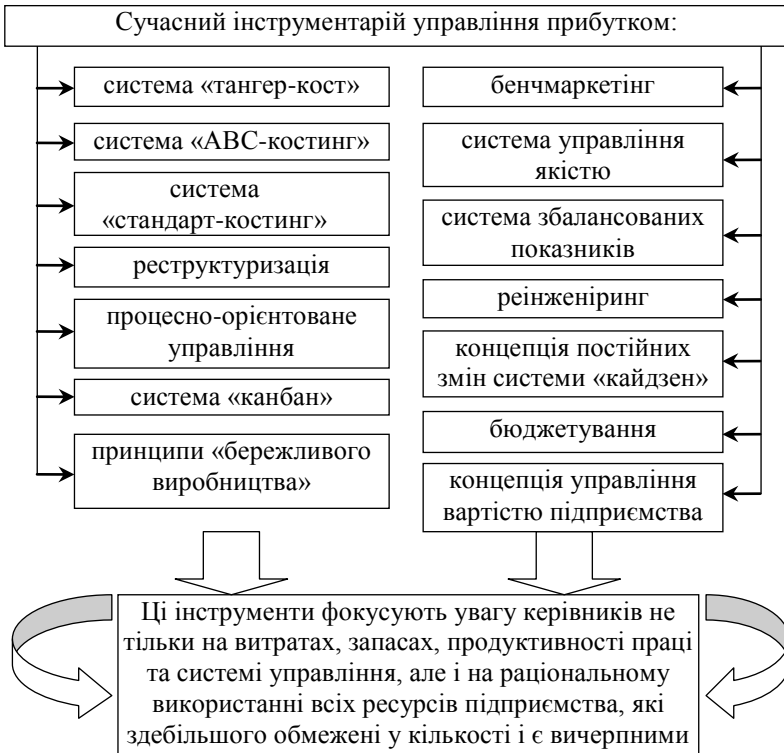 Сучасний інструментарій управління прибутком:
система «тангер-кост»
система «АВС-костинг»
система
«стандарт-костинг»
реструктуризація
процесно-орієнтоване
управління
система «канбан»
принципи «бережливого
виробництва»
бенчмаркетінг
система управління
якістю
система збалансованих
показників
реінженіринг
концепція постійних
змін системи «кайдзен»
бюджетування
концепція управління
вартістю підприємства
Ці інструменти фокусують увагу керівників не
тільки на витратах, запасах, продуктивності праці
та системі управління, але і на раціональному
використанні всіх ресурсів підприємства, які
здебільшого обмежені у кількості і є вичерпними